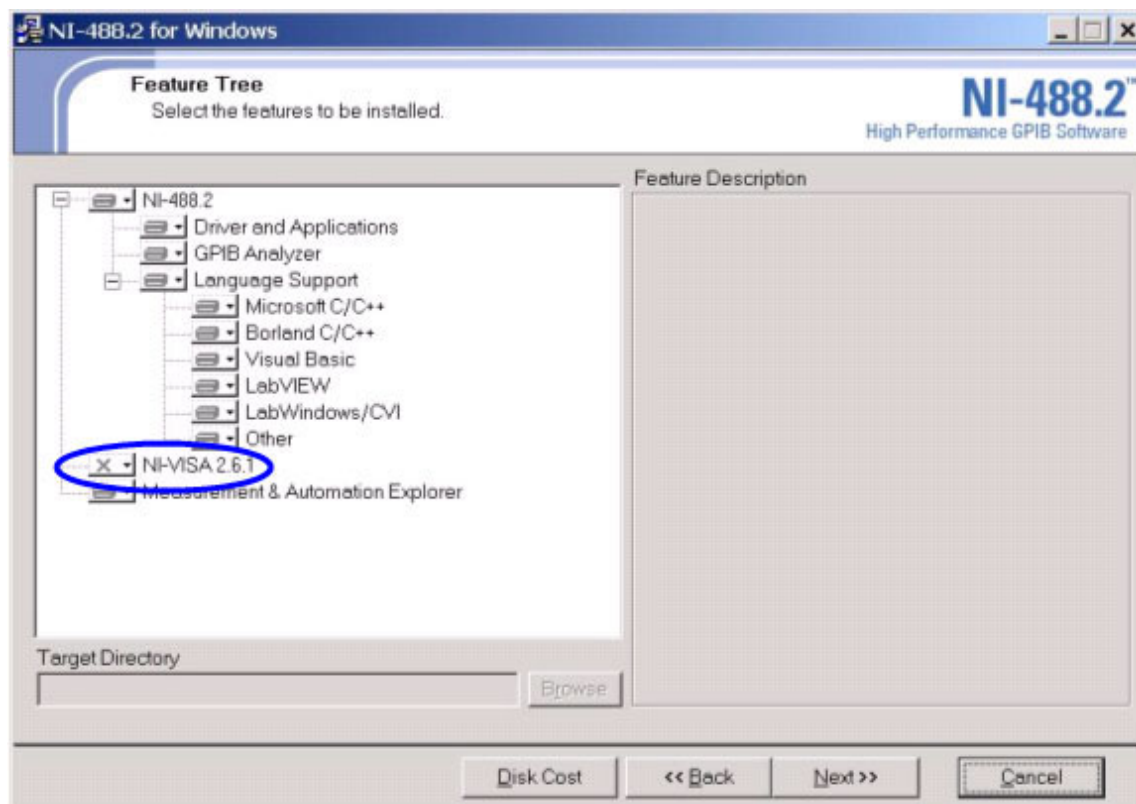 NI-488.2 for Windows
Feature Tree
Select the features to be installed.
NI-488.2™
High Performance GPIB Software
Feature Description
NI-488.2
Driver and Applications
GPIB Analyzer
Language Support
Microsoft C/C++
Borland C/C++
Visual Basic
LabVIEW
LabWindows/CVI
Other
NI-VISA 2.6.1
Measurement & Automation Explorer
Target Directory
Browse
Disk Cost
<< Back
Next >>
Cancel